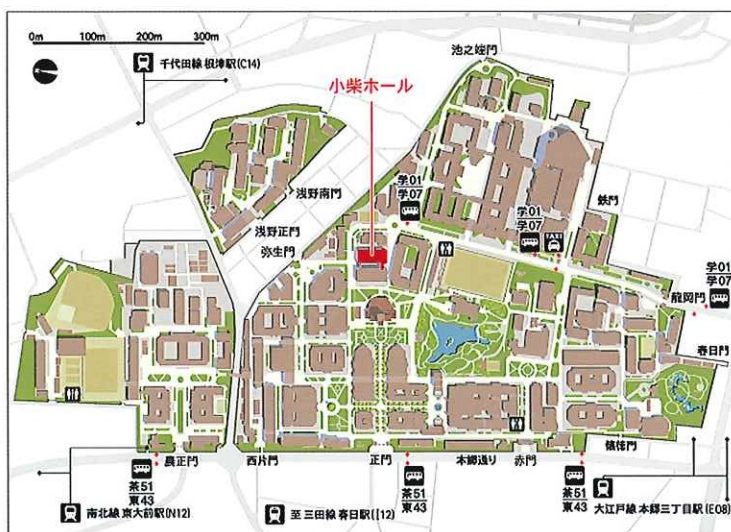 0m 100m 200m 300m
千代田線 根津駅(C14)
池之端門
小柴ホール
学01
学07
浅野南門
学01
学07
TAXI
鉄門
浅野正門
弥生門
学01
学07
龍岡門
春日門
農正門
西片門
正門
本郷通り
赤門
懐徳門
茶51
東43
茶51
東43
茶51
東43
南北線 東大前駅(N12)
至 三田線 春日駅(I12)
大江戸線 本郷三丁目駅(E08)